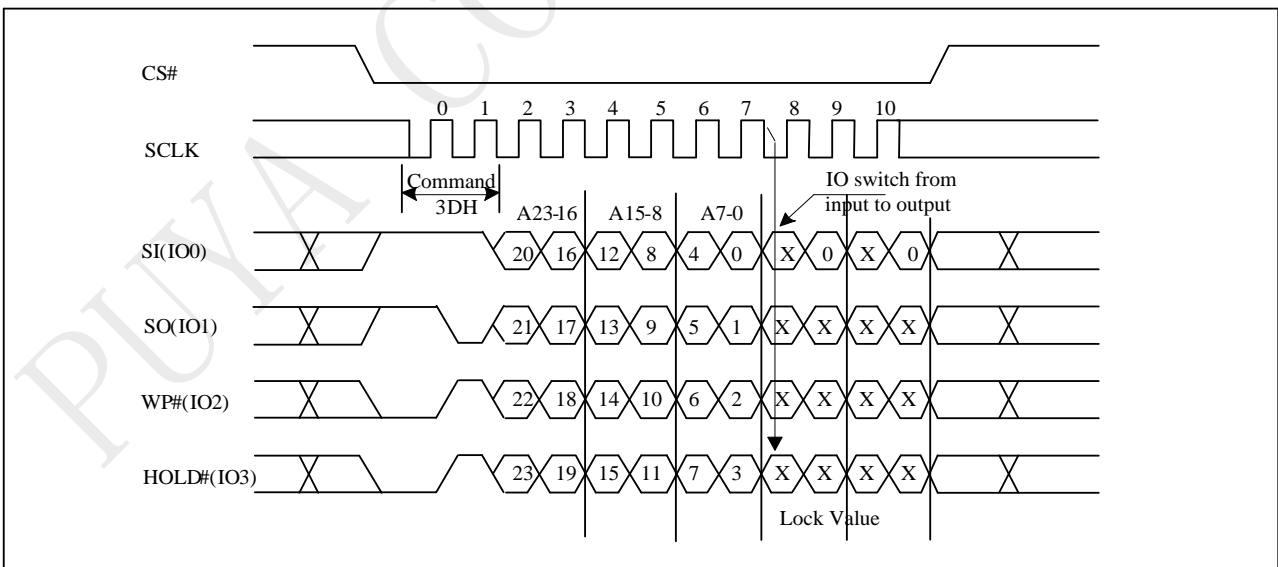 PUYA CO
CS#
0 1 2 3 4 5 6 7 8 9 10
SCLK
Command
3DH
IO switch from
input to output
A23-16 A15-8 A7-0
SI(IO0) 20 16 12 8 4 0 X 0 X 0
SO(IO1) 21 17 13 9 5 1 X X X X
WP#(IO2) 22 18 14 10 6 2 X X X X
HOLD#(IO3) 23 19 15 11 7 3 X X X X
Lock Value